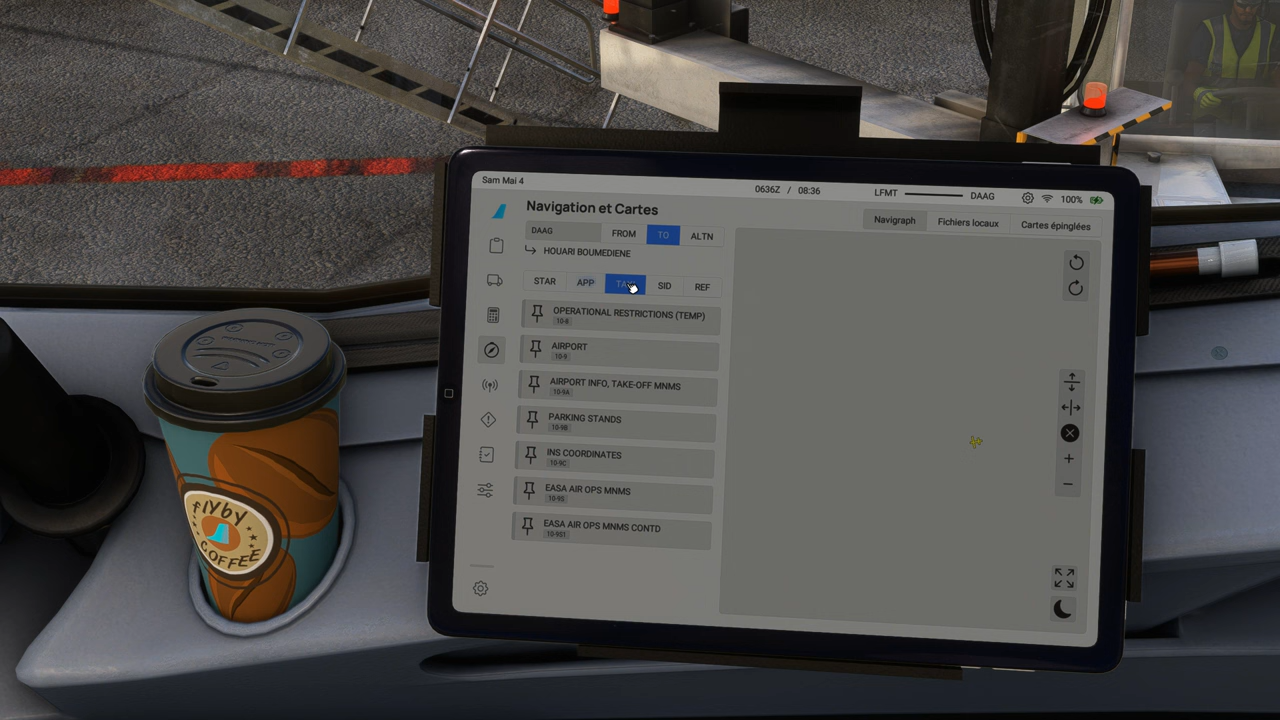 Sam Mai 4
0636Z / 08:36
LFMT
DAAG
100%
Navigation et Cartes
Navigraph
Fichiers locaux
Cartes épinglées
DAAG
FROM
TO
ALTN
HOUARI BOUMEDIENE
STAR
APP
SID
REF
OPERATIONAL RESTRICTIONS (TEMP)
10-8
AIRPORT
10-9
AIRPORT INFO, TAKE-OFF MNMS
10-9A
PARKING STANDS
10-9B
INS COORDINATES
10-9C
EASA AIR OPS MNMS
10-9S
EASA AIR OPS MNMS CONTD
10-9S1
flyby
COFFEE